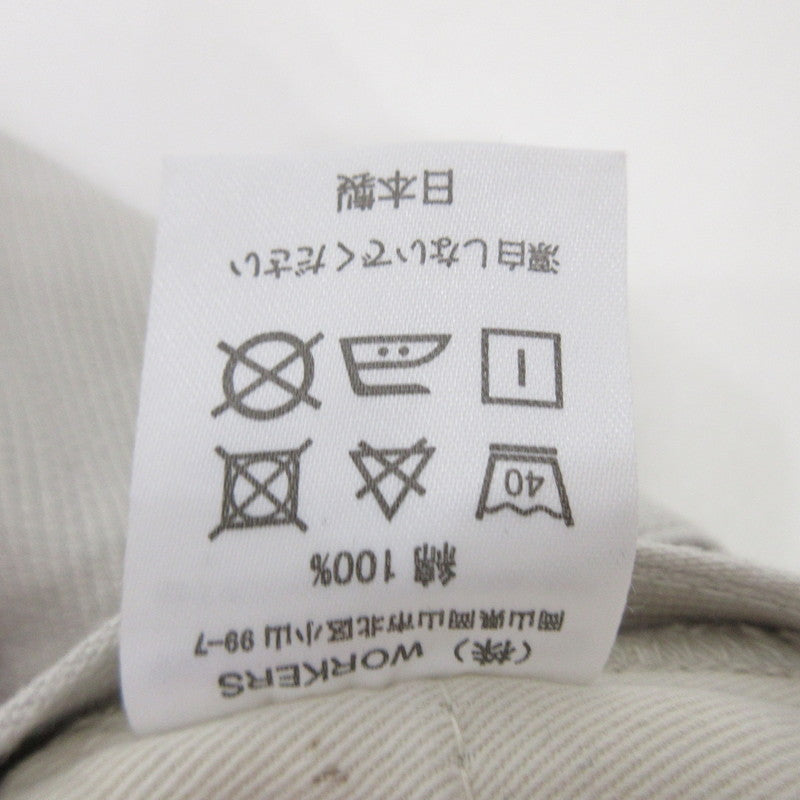 (株) WORKERS
岡山県岡山市北区小山 99-7
綿 100%
40
漂白しないでください
日本製